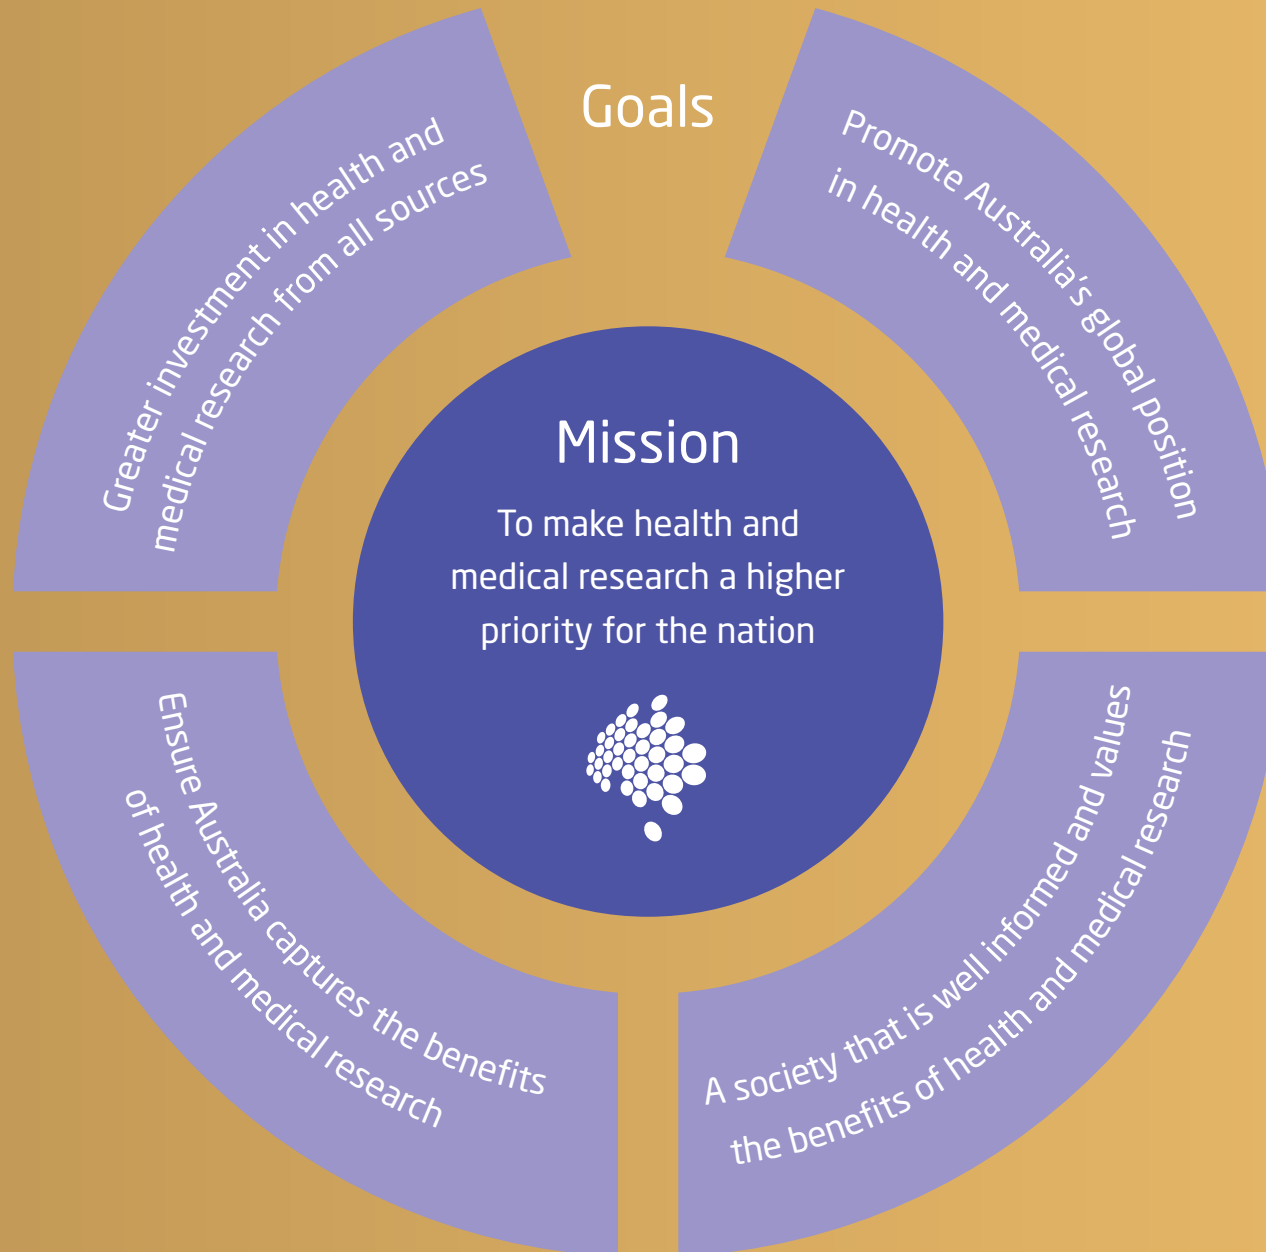 Goals
Greater investment in health and
medical research from all sources
Promote Australia's global position
in health and medical research
Mission
To make health and
medical research a higher
priority for the nation
Ensure Australia captures the benefits
of health and medical research
A society that is well informed and values
the benefits of health and medical research